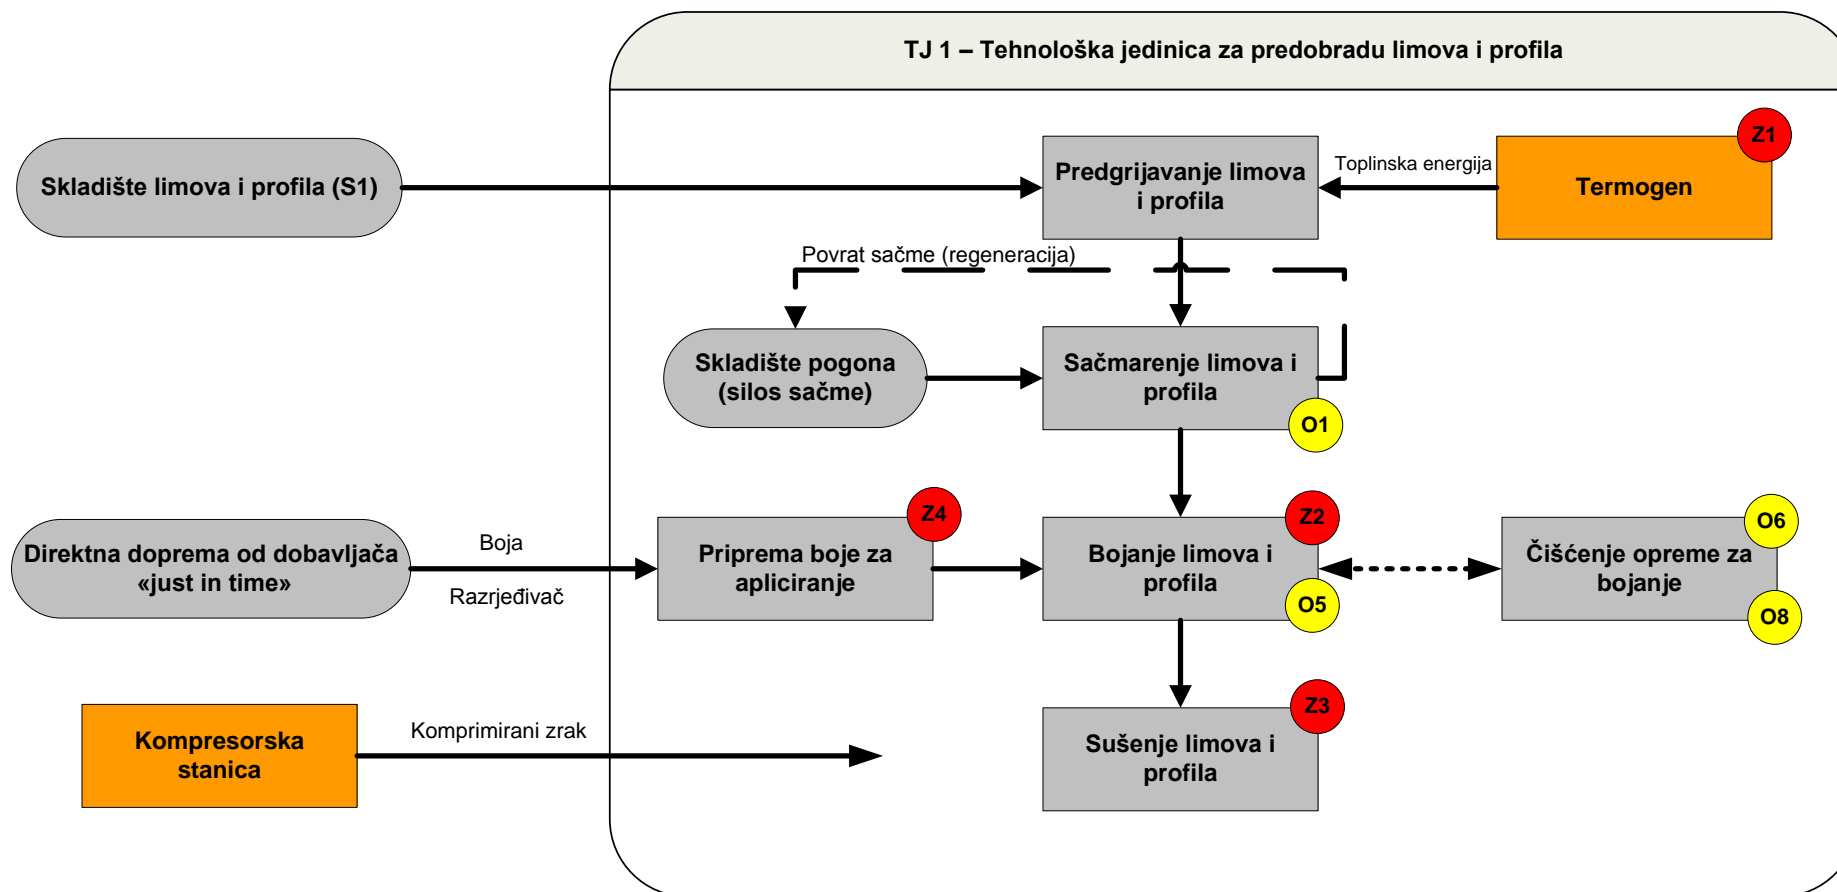 TJ 1 – Tehnološka jedinica za predobradu limova i profila
Z1
Skladište limova i profila (S1)
Predgrijavanje limova
i profila
Toplinska energija
Termogen
Povrat sačme (regeneracija)
Skladište pogona
(silos sačme)
Sačmarenje limova i
profila
O1
Direktna doprema od dobavljača
«just in time»
Boja
Razrjeđivač
Z4
Priprema boje za
apliciranje
Z2
Bojanje limova i
profila
O5
O6
Čišćenje opreme za
bojanje
O8
Kompresorska
stanica
Komprimirani zrak
Z3
Sušenje limova i
profila